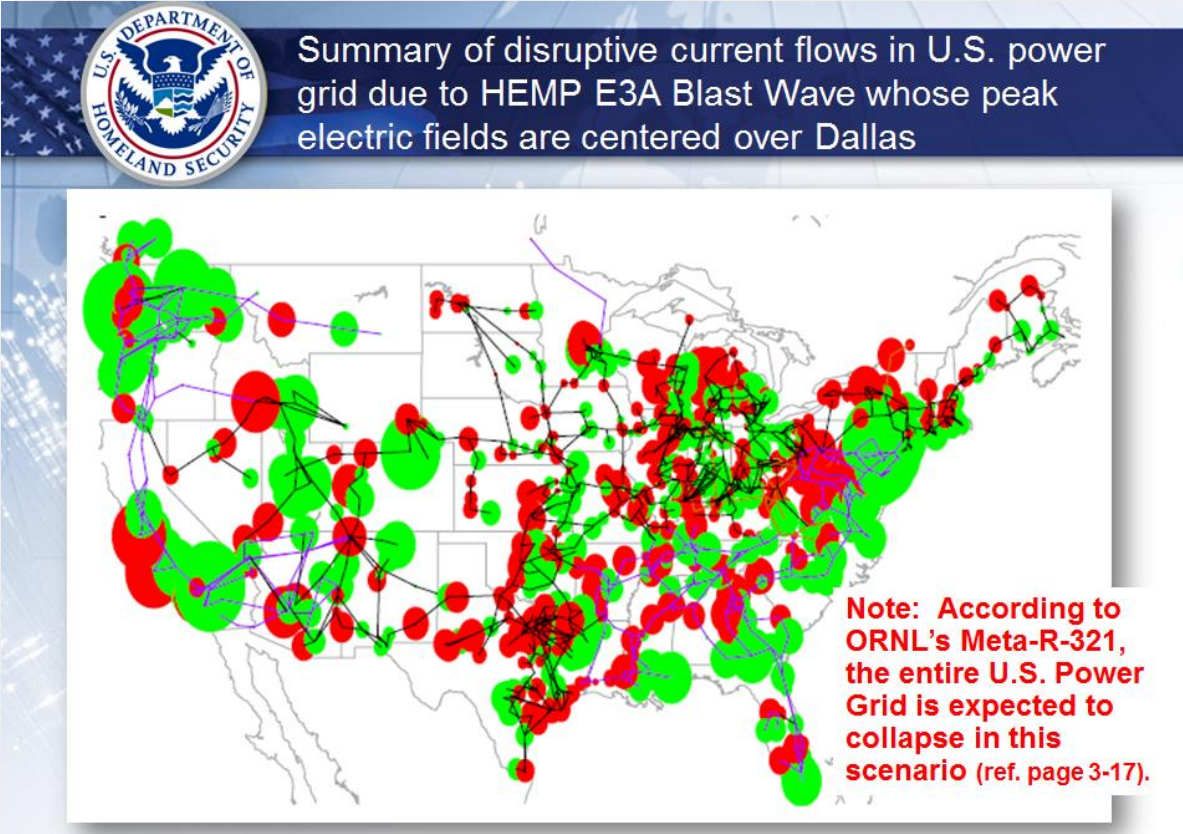 U.S. DEPARTMENT OF
HOMELAND SECURITY
Summary of disruptive current flows in U.S. power
grid due to HEMP E3A Blast Wave whose peak
electric fields are centered over Dallas
Note: According to
ORNL's Meta-R-321,
the entire U.S. Power
Grid is expected to
collapse in this
scenario (ref. page 3-17).